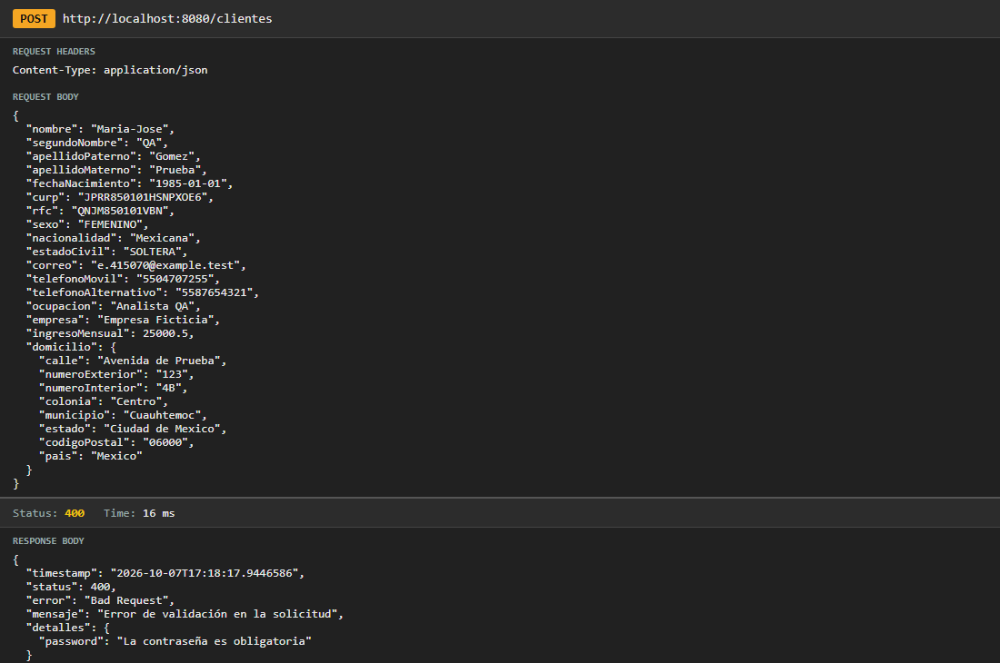 POST http://localhost:8080/clientes
REQUEST HEADERS
Content-Type: application/json
REQUEST BODY
{
  "nombre": "Maria-Jose",
  "segundoNombre": "QA",
  "apellidoPaterno": "Gomez",
  "apellidoMaterno": "Prueba",
  "fechaNacimiento": "1985-01-01",
  "curp": "JPRR850101HSNPXOE6",
  "rfc": "QNJM850101VBN",
  "sexo": "FEMENINO",
  "nacionalidad": "Mexicana",
  "estadoCivil": "SOLTERA",
  "correo": "e.415070@example.test",
  "telefonoMovil": "5504707255",
  "telefonoAlternativo": "5587654321",
  "ocupacion": "Analista QA",
  "empresa": "Empresa Ficticia",
  "ingresoMensual": 25000.5,
  "domicilio": {
    "calle": "Avenida de Prueba",
    "numeroExterior": "123",
    "numeroInterior": "4B",
    "colonia": "Centro",
    "municipio": "Cuauhtemoc",
    "estado": "Ciudad de Mexico",
    "codigoPostal": "06000",
    "pais": "Mexico"
  }
}
Status: 400 Time: 16 ms
RESPONSE BODY
{
  "timestamp": "2026-10-07T17:18:17.9446586",
  "status": 400,
  "error": "Bad Request",
  "mensaje": "Error de validación en la solicitud",
  "detalles": {
    "password": "La contraseña es obligatoria"
  }